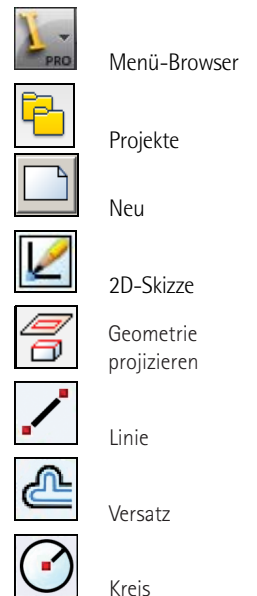 PRO
Menü-Browser
Projekte
Neu
2D-Skizze
Geometrie
projizieren
Linie
Versatz
Kreis